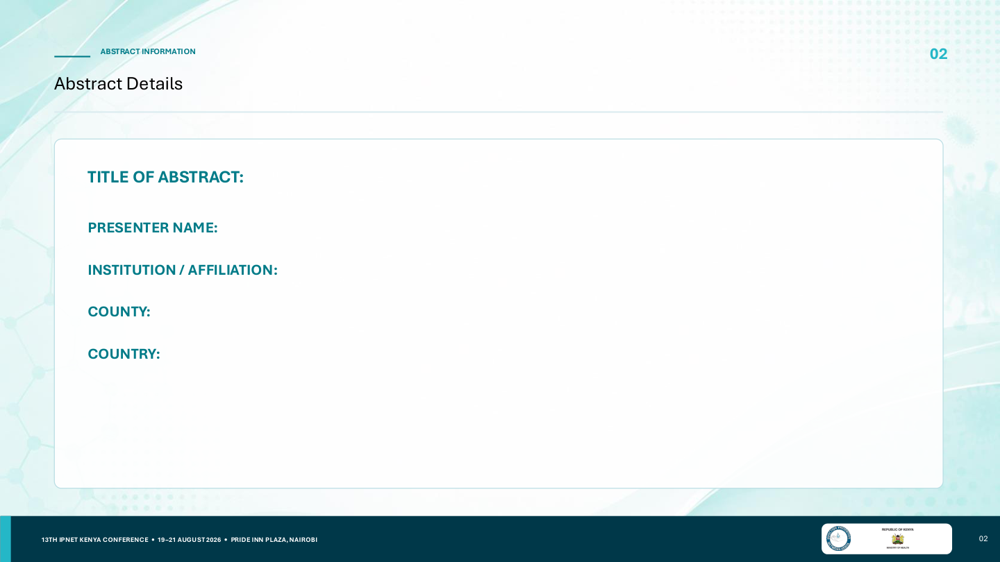 ABSTRACT INFORMATION
02
Abstract Details
TITLE OF ABSTRACT:
PRESENTER NAME:
INSTITUTION / AFFILIATION:
COUNTY:
COUNTRY:
13TH IPNET KENYA CONFERENCE • 19–21 AUGUST 2026 • PRIDE INN PLAZA, NAIROBI
REPUBLIC OF KENYA
MINISTRY OF HEALTH
02